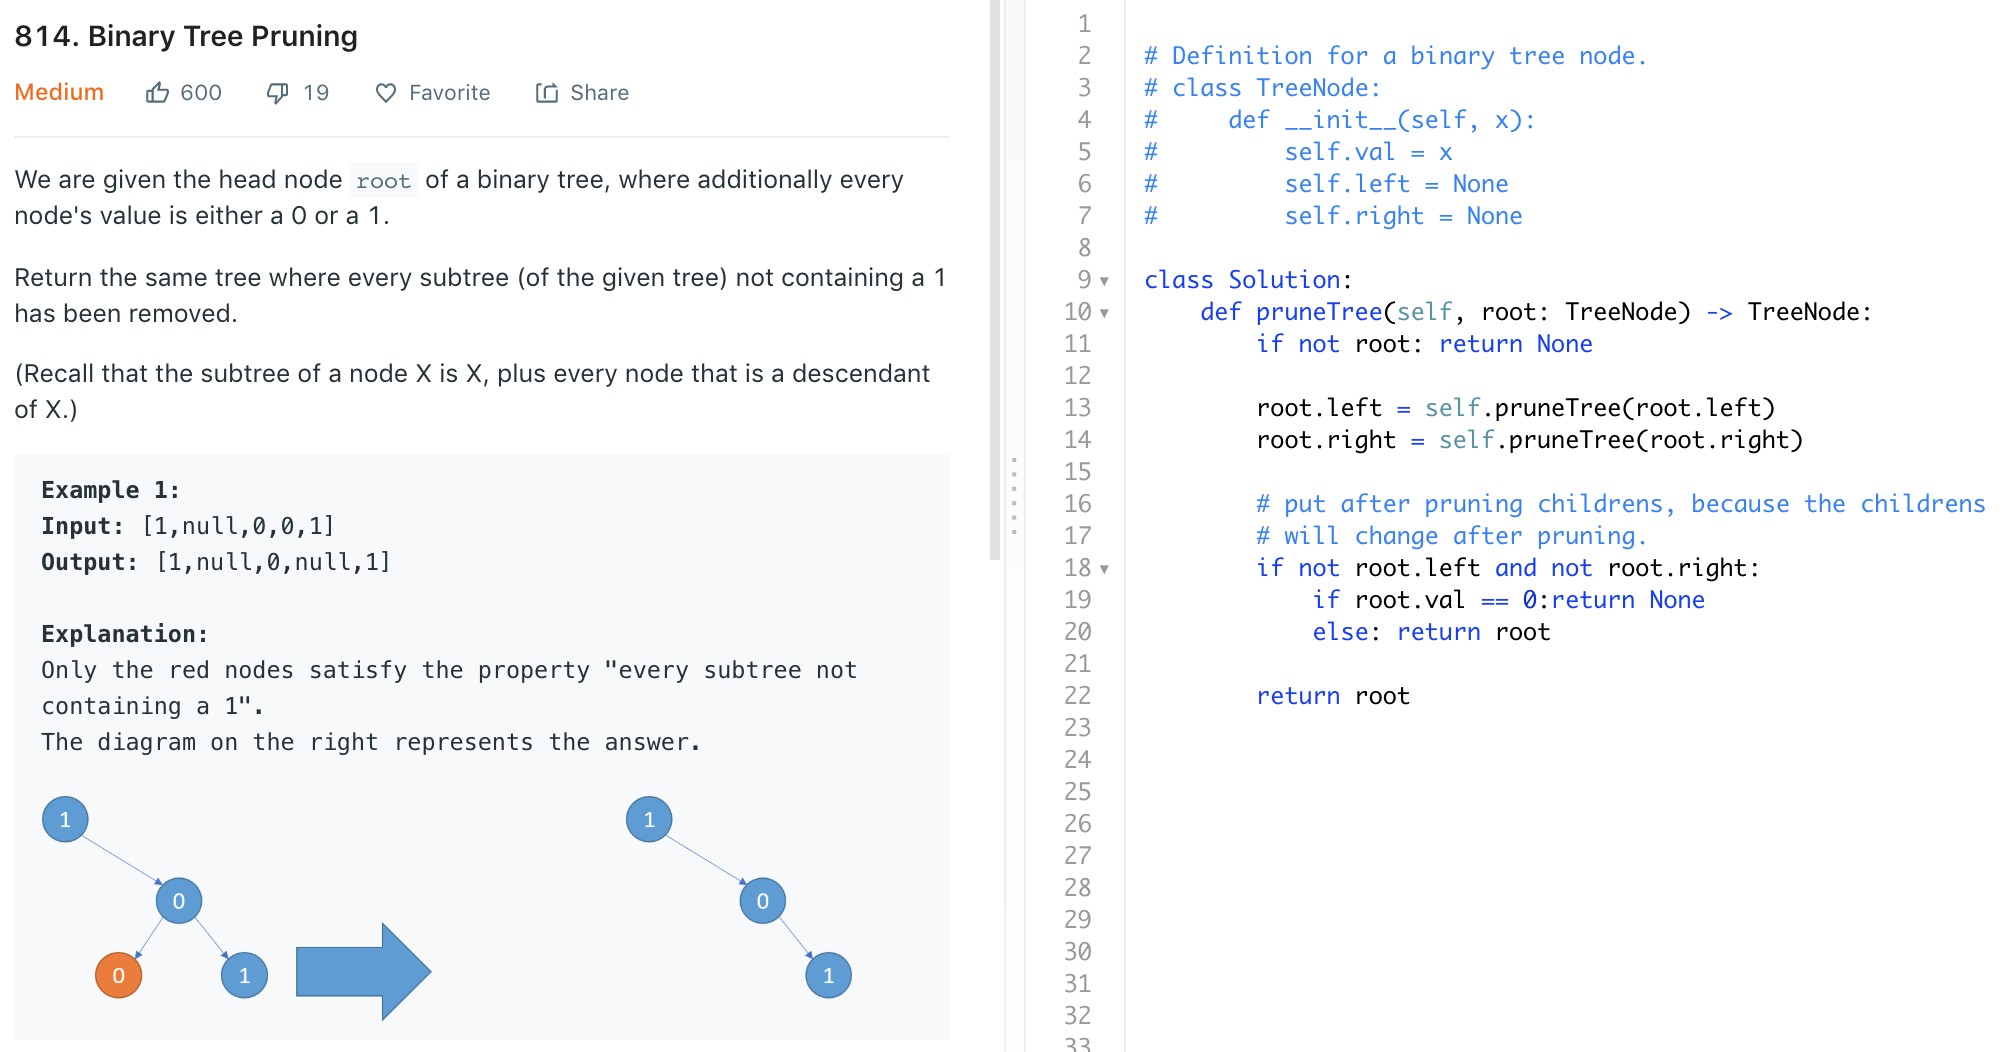 814. Binary Tree Pruning
Medium 600 19 Favorite Share
We are given the head node root of a binary tree, where additionally every
node's value is either a 0 or a 1.
Return the same tree where every subtree (of the given tree) not containing a 1
has been removed.
(Recall that the subtree of a node X is X, plus every node that is a descendant
of X.)
Example 1:
Input: [1,null,0,0,1]
Output: [1,null,0,null,1]
Explanation:
Only the red nodes satisfy the property "every subtree not
containing a 1".
The diagram on the right represents the answer.
1 1
0 0
0 1 1
1
2 # Definition for a binary tree node.
3 # class TreeNode:
4 #     def __init__(self, x):
5 #         self.val = x
6 #         self.left = None
7 #         self.right = None
8
9 class Solution:
10     def pruneTree(self, root: TreeNode) -> TreeNode:
11         if not root: return None
12
13         root.left = self.pruneTree(root.left)
14         root.right = self.pruneTree(root.right)
15
16         # put after pruning childrens, because the childrens
17         # will change after pruning.
18         if not root.left and not root.right:
19             if root.val == 0:return None
20             else: return root
21
22         return root
23
24
25
26
27
28
29
30
31
32
33